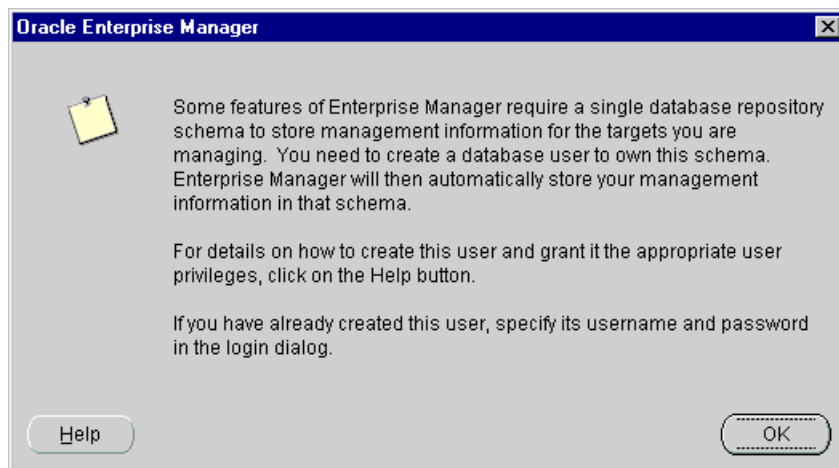 Oracle Enterprise Manager
Some features of Enterprise Manager require a single database repository
schema to store management information for the targets you are
managing.  You need to create a database user to own this schema.
Enterprise Manager will then automatically store your management
information in that schema.
For details on how to create this user and grant it the appropriate user
privileges, click on the Help button.
If you have already created this user, specify its username and password
in the login dialog.
Help
OK